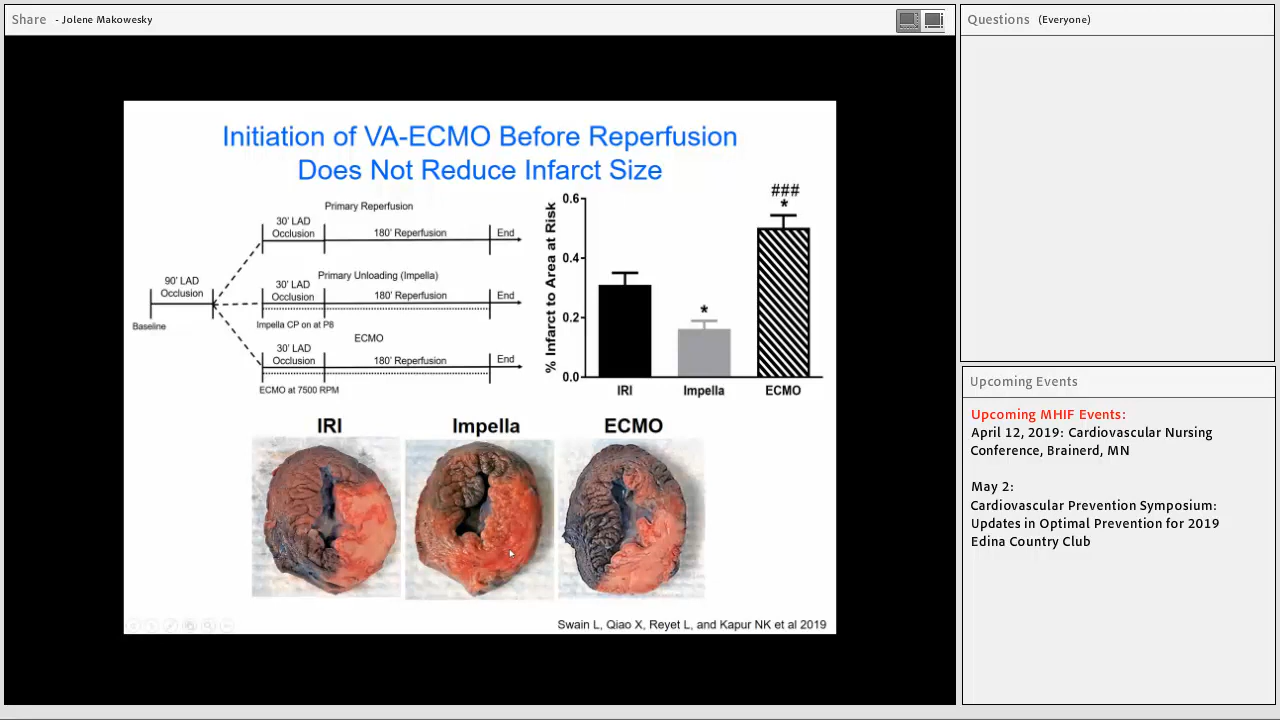 Share - Jolene Makowesky
Initiation of VA-ECMO Before Reperfusion
Does Not Reduce Infarct Size
Primary Reperfusion
30' LAD
Occlusion
180' Reperfusion
End
90' LAD
Occlusion
Baseline
Primary Unloading (Impella)
30' LAD
Occlusion
180' Reperfusion
End
Impella CP on at P8
ECMO
30' LAD
Occlusion
180' Reperfusion
End
ECMO at 7500 RPM
% Infarct to Area at Risk
0.6
0.4
0.2
0.0
*
###
*
IRI Impella ECMO
IRI Impella ECMO
Swain L, Qiao X, Reyet L, and Kapur NK et al 2019
Questions (Everyone)
Upcoming Events
Upcoming MHIF Events:
April 12, 2019: Cardiovascular Nursing
Conference, Brainerd, MN
May 2:
Cardiovascular Prevention Symposium:
Updates in Optimal Prevention for 2019
Edina Country Club